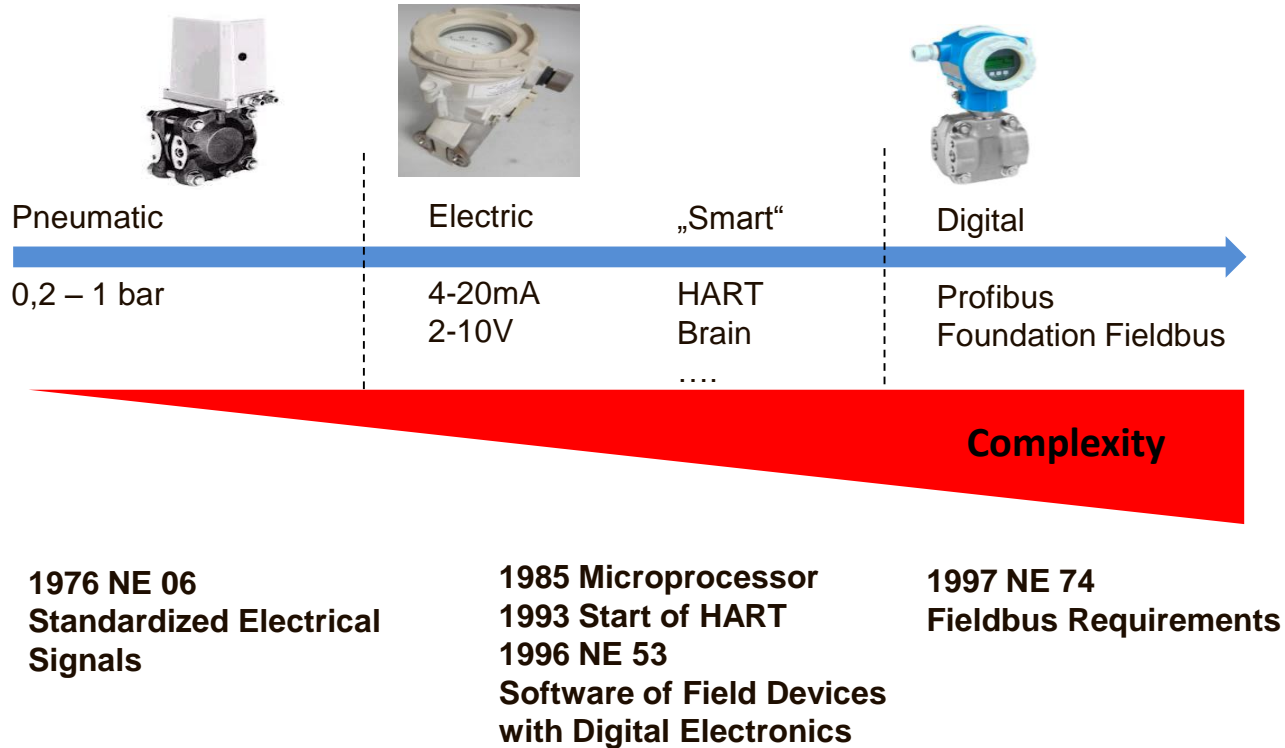 Pneumatic
Electric
„Smart“
Digital
0,2 – 1 bar
4-20mA
2-10V
HART
Brain
….
Profibus
Foundation Fieldbus
Complexity
1976 NE 06
Standardized Electrical
Signals
1985 Microprocessor
1993 Start of HART
1996 NE 53
Software of Field Devices
with Digital Electronics
1997 NE 74
Fieldbus Requirements